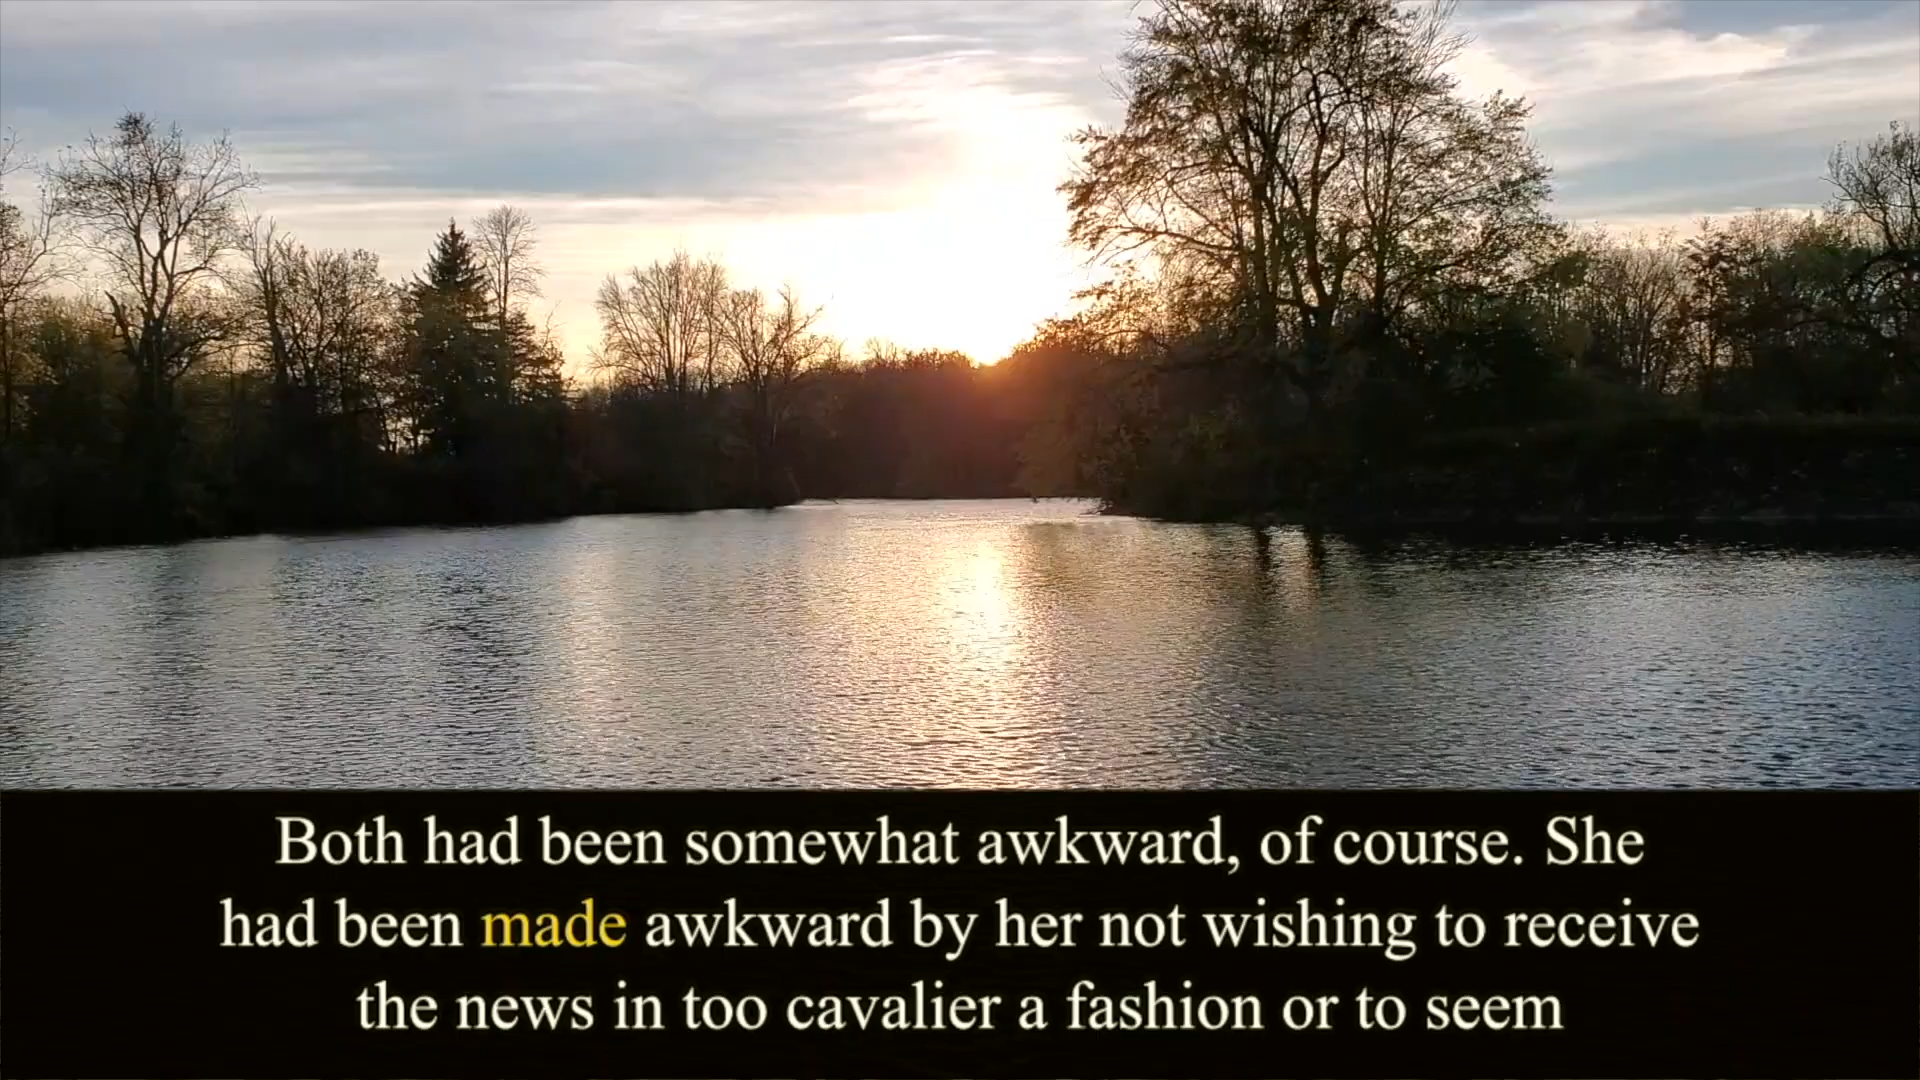 Both had been somewhat awkward, of course. She
had been made awkward by her not wishing to receive
the news in too cavalier a fashion or to seem